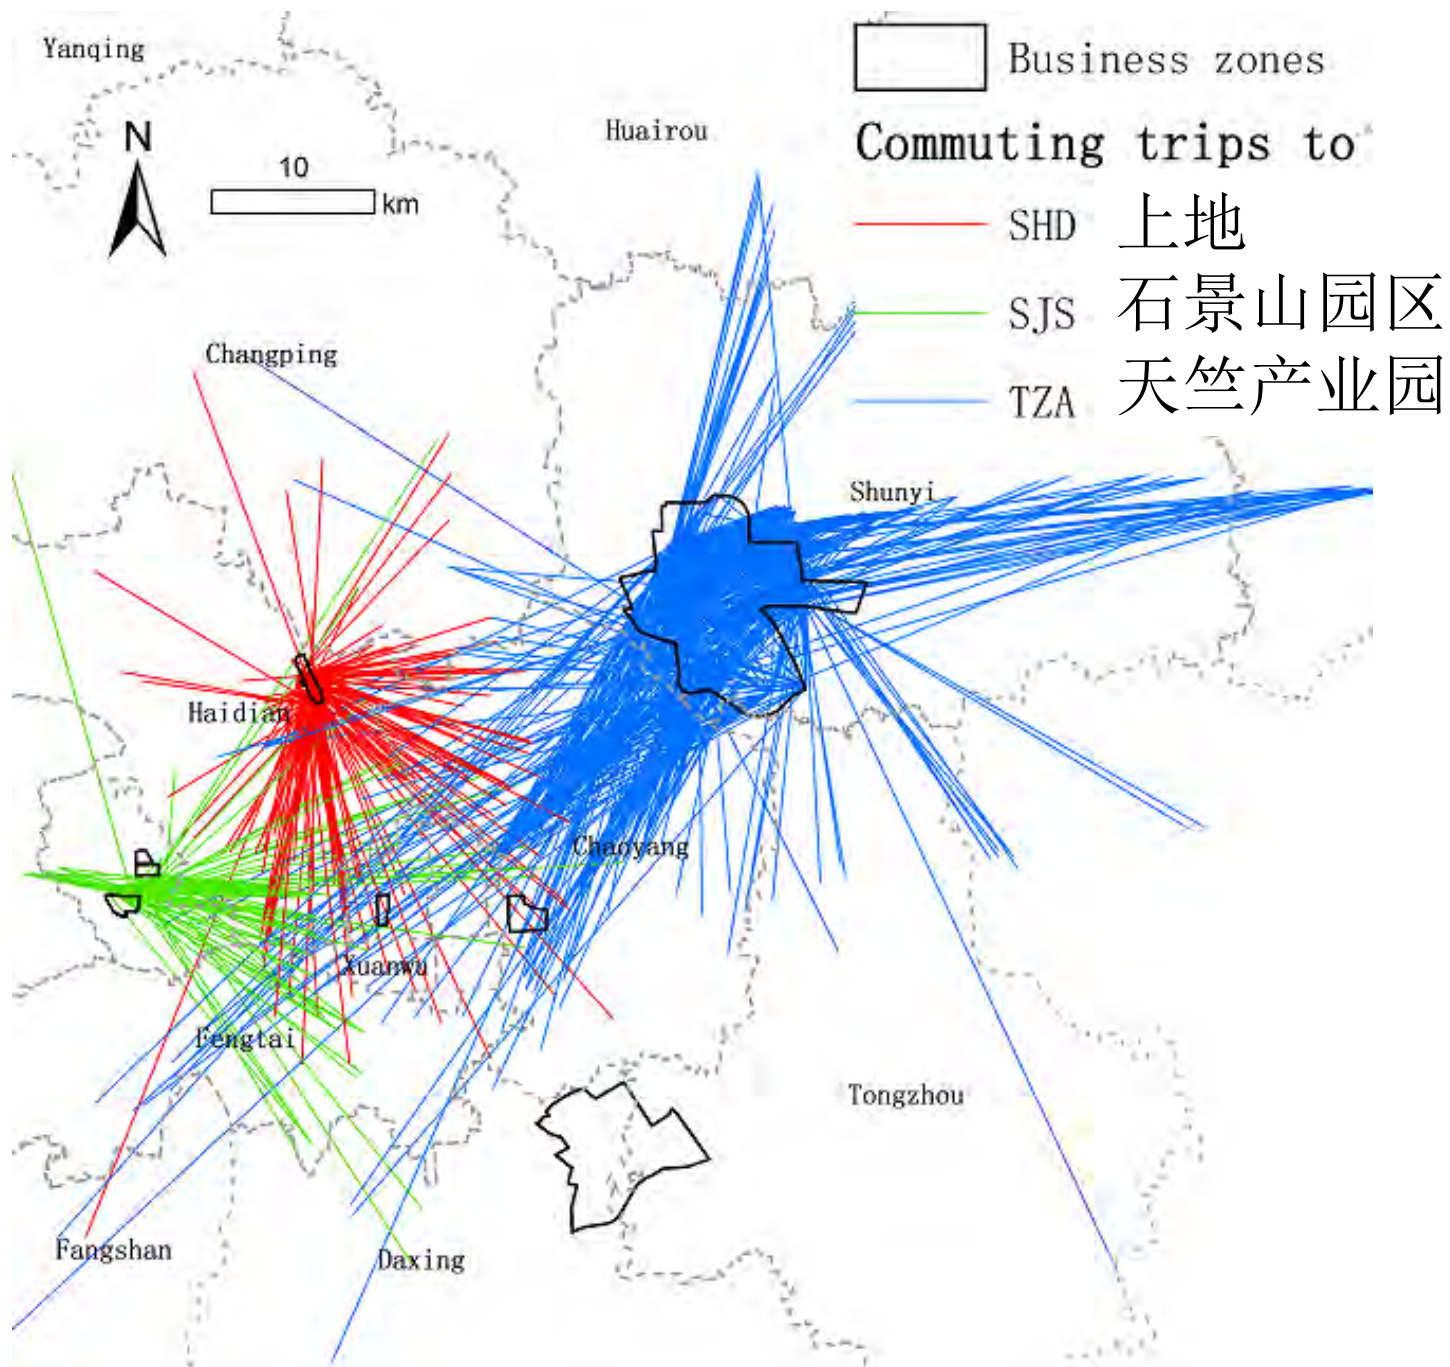 Yanqing
Business zones
Huairou
N
Commuting trips to
10
km
SHD 上地
SJS 石景山园区
Changping
TZA 天竺产业园
Shunyi
Haidian
Chaoyang
Xuanwu
Fengtai
Tongzhou
Fangshan
Daxing